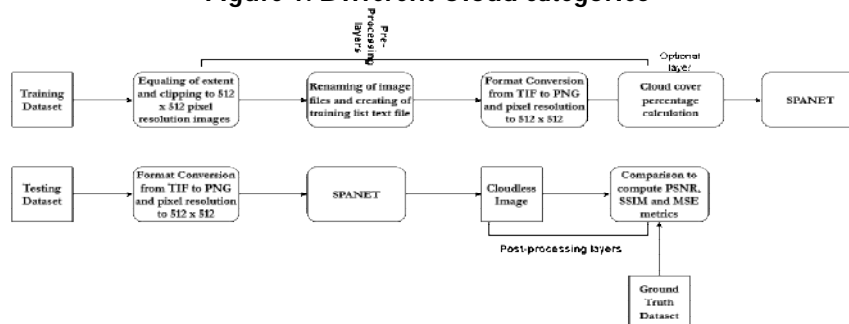 Figure 1. Different Cloud categories
Pre-
Processing
layers
Optional
layer
Training
Dataset
Equaling of extent
and clipping to 512
x 512 pixel
resolution images
Renaming of image
files and creating of
training list text file
Format Conversion
from TIF to PNG
and pixel resolution
to 512 x 512
Cloud cover
percentage
calculation
SPANET
Testing
Dataset
Format Conversion
from TIF to PNG
and pixel resolution
to 512 x 512
SPANET
Cloudless
Image
Comparison to
compute PSNR,
SSIM and MSE
metrics
Post-processing layers
Ground
Truth
Dataset